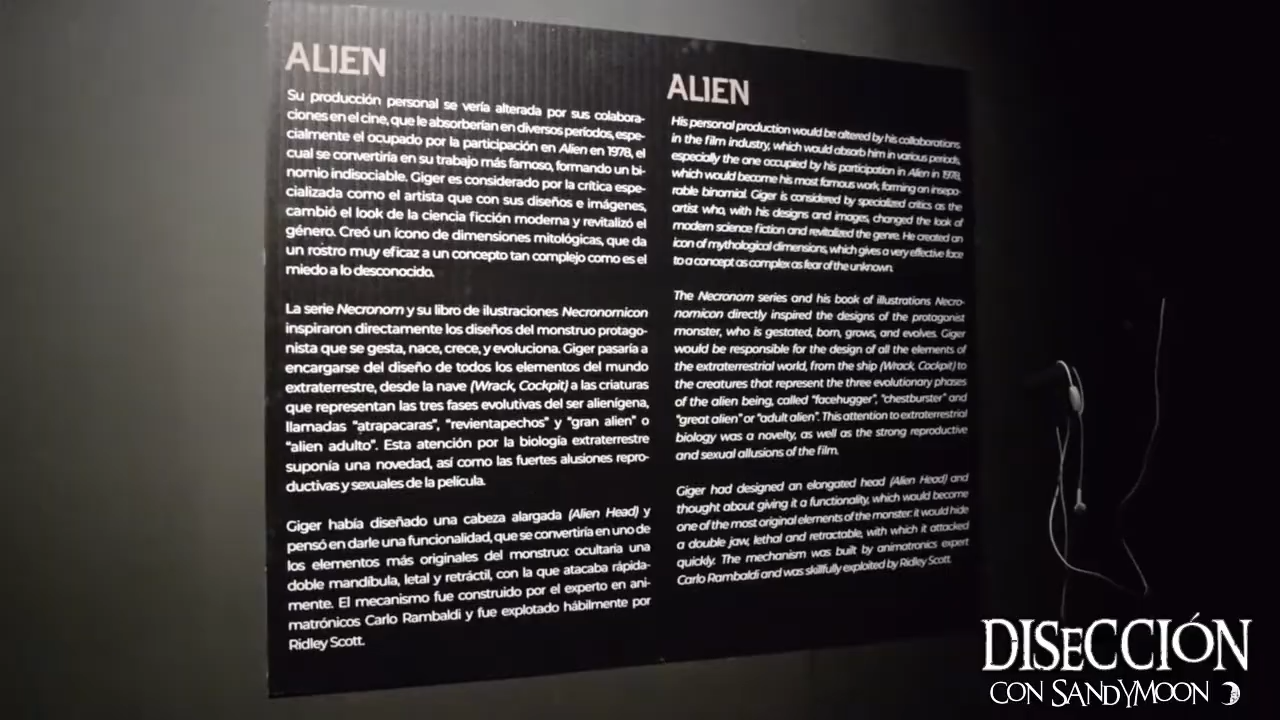 ALIEN
Su producción personal se vería alterada por sus colabora-
ciones en el cine, que le absorberían en diversos períodos, espe-
cialmente el ocupado por la participación en Alien en 1978, el
cual se convertiría en su trabajo más famoso, formando un bi-
nomio indisociable. Giger es considerado por la crítica espe-
cializada como el artista que con sus diseños e imágenes,
cambió el look de la ciencia ficción moderna y revitalizó el
género. Creó un ícono de dimensiones mitológicas, que da
un rostro muy eficaz a un concepto tan complejo como es el
miedo a lo desconocido.
La serie Necronom y su libro de ilustraciones Necronomicon
inspiraron directamente los diseños del monstruo protago-
nista que se gesta, nace, crece, y evoluciona. Giger pasaría a
encargarse del diseño de todos los elementos del mundo
extraterrestre, desde la nave (Wrack, Cockpit) a las criaturas
que representan las tres fases evolutivas del ser alienígena,
llamadas "atrapacaras", "revientapechos" y "gran alien" o
"alien adulto". Esta atención por la biología extraterrestre
suponía una novedad, así como las fuertes alusiones repro-
ductivas y sexuales de la película.
Giger había diseñado una cabeza alargada (Alien Head) y
pensó en darle una funcionalidad, que se convertiría en uno de
los elementos más originales del monstruo: ocultaría una
doble mandíbula, letal y retráctil, con la que atacaba rápida-
mente. El mecanismo fue construido por el experto en ani-
matrónicos Carlo Rambaldi y fue explotado hábilmente por
Ridley Scott.
ALIEN
His personal production would be altered by his collaborations
in the film industry, which would absorb him in various periods,
especially the one occupied by his participation in Alien in 1978,
which would become his most famous work, forming an insepa-
rable binomial. Giger is considered by specialized critics as the
artist who, with his designs and images, changed the look of
modern science fiction and revitalized the genre. He created an
icon of mythological dimensions, which gives a very effective face
to a concept as complex as fear of the unknown.
The Necronom series and his book of illustrations Necro-
nomicon directly inspired the designs of the protagonist
monster, who is gestated, born, grows, and evolves. Giger
would be responsible for the design of all the elements of
the extraterrestrial world, from the ship (Wrack, Cockpit) to
the creatures that represent the three evolutionary phases
of the alien being, called "facehugger", "chestburster" and
"great alien" or "adult alien". This attention to extraterrestrial
biology was a novelty, as well as the strong reproductive
and sexual allusions of the film.
Giger had designed an elongated head (Alien Head) and
thought about giving it a functionality, which would become
one of the most original elements of the monster: it would hide
a double jaw, lethal and retractable, with which it attacked
quickly. The mechanism was built by animatronics expert
Carlo Rambaldi and was skillfully exploited by Ridley Scott.
DISECCIÓN
CON SANDYMOON